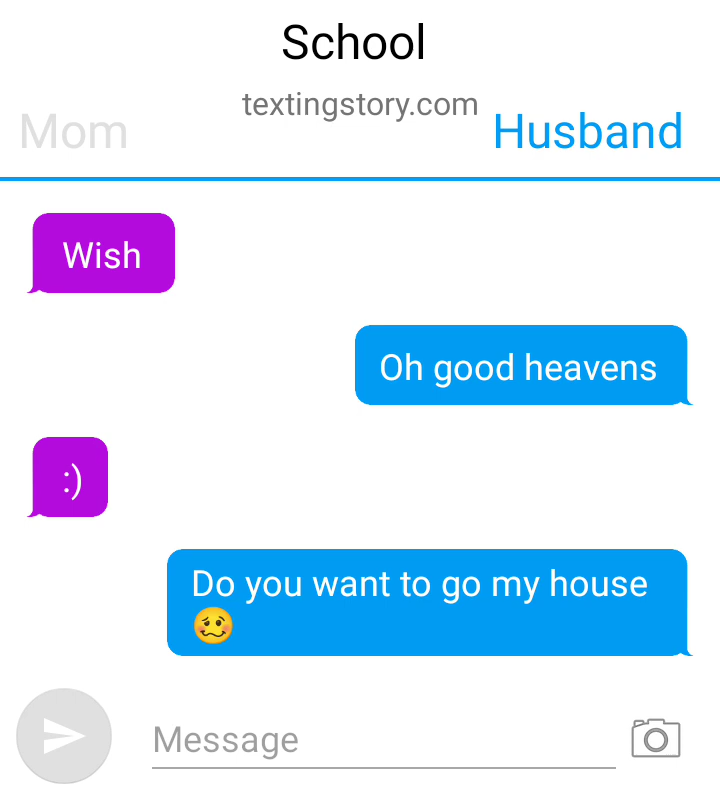 School
textingstory.com
Mom
Husband
Wish
Oh good heavens
:)
Do you want to go my house
🥴
Message